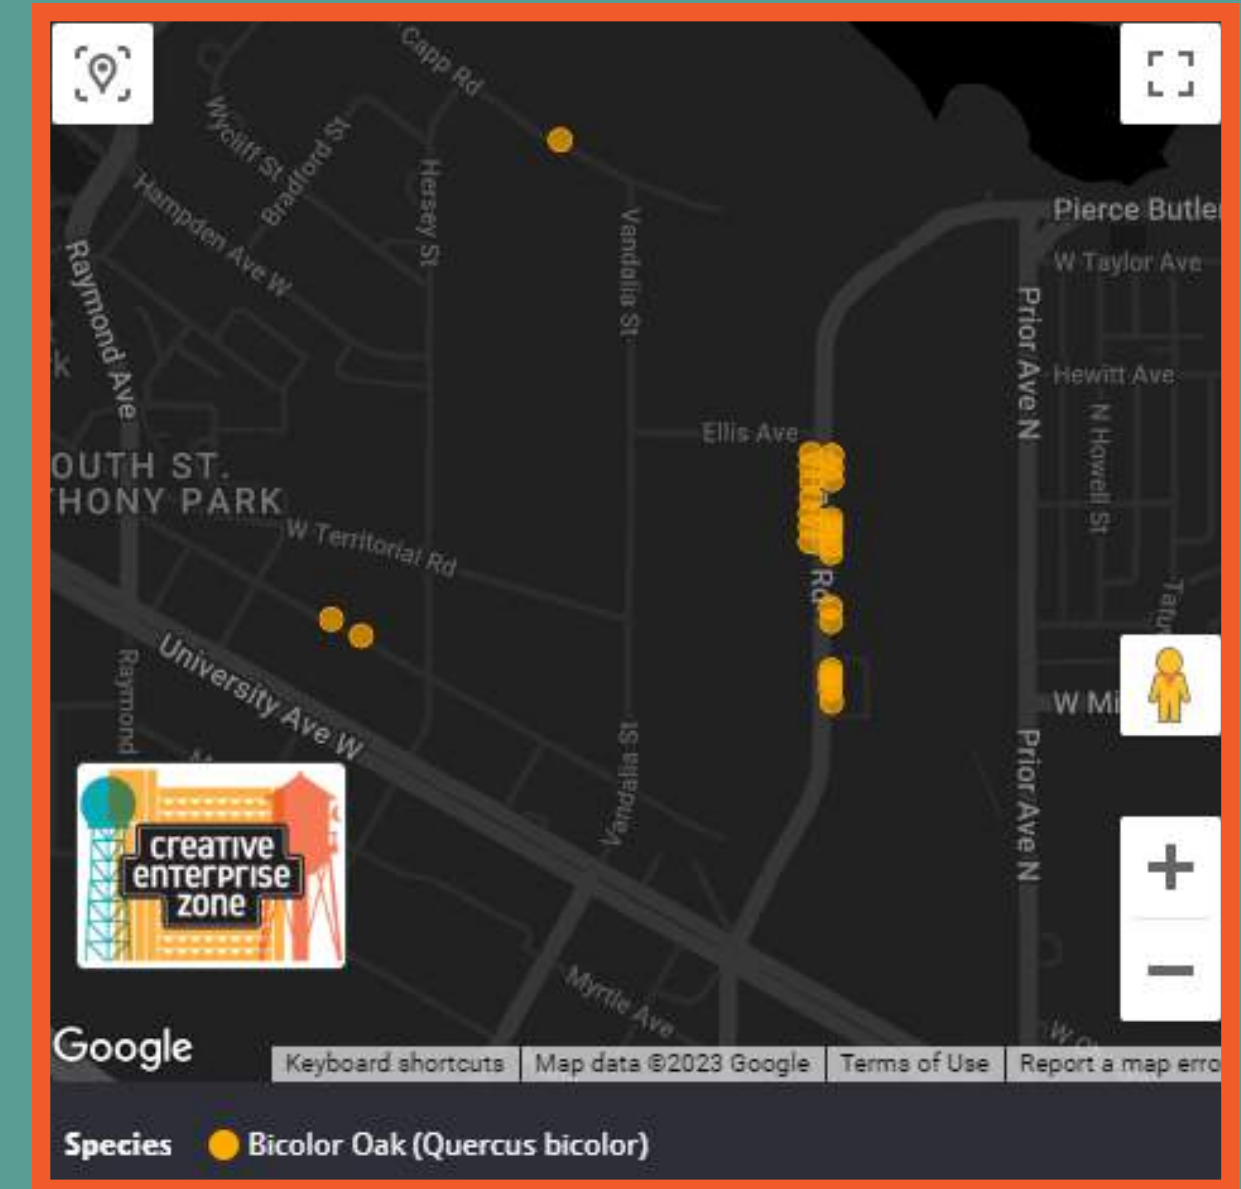 Capp Rd
Wycliff St
Bradford St
Hersey St
Hampden Ave W
Raymond Ave
Vandalia St
Pierce Butle
W Taylor Ave
Prior Ave N
Hewitt Ave
N Howell St
Ellis Ave
OUTH ST.
HONY PARK
W Territorial Rd
Rd
University Ave W
Raymond
Vandalia St
W Mi
Prior Ave N
creative
enterprise
zone
Myrtle Ave
Google
Keyboard shortcuts
Map data ©2023 Google
Terms of Use
Report a map erro
Species
Bicolor Oak (Quercus bicolor)